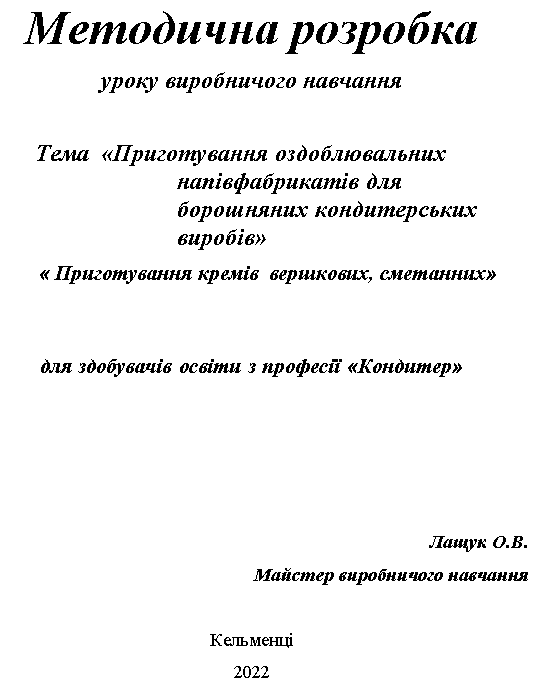 Методична розробка
уроку виробничого навчання
Тема «Приготування оздоблювальних
напівфабрикатів для
борошняних кондитерських
виробів»
« Приготування кремів вершкових, сметанних»
для здобувачів освіти з професії «Кондитер»
Лащук О.В.
Майстер виробничого навчання
Кельменці
2022